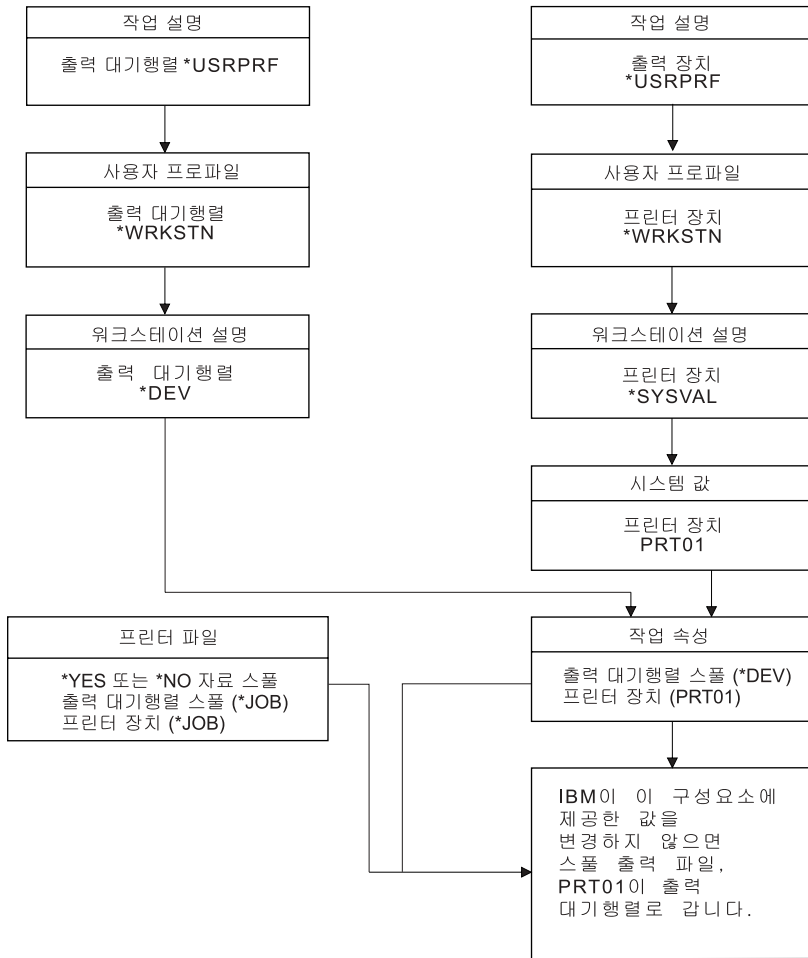 작업 설명
출력 대기행렬 *USRPRF
작업 설명
출력 장치
*USRPRF
사용자 프로파일
출력 대기행렬
*WRKSTN
사용자 프로파일
프린터 장치
*WRKSTN
워크스테이션 설명
출력 대기행렬
*DEV
워크스테이션 설명
프린터 장치
*SYSVAL
시스템 값
프린터 장치
PRT01
프린터 파일
*YES 또는 *NO 자료 스풀
출력 대기행렬 스풀 (*JOB)
프린터 장치 (*JOB)
작업 속성
출력 대기행렬 스풀 (*DEV)
프린터 장치 (PRT01)
IBM이 이 구성요소에
제공한 값을
변경하지 않으면
스풀 출력 파일,
PRT01이 출력
대기행렬로 갑니다.